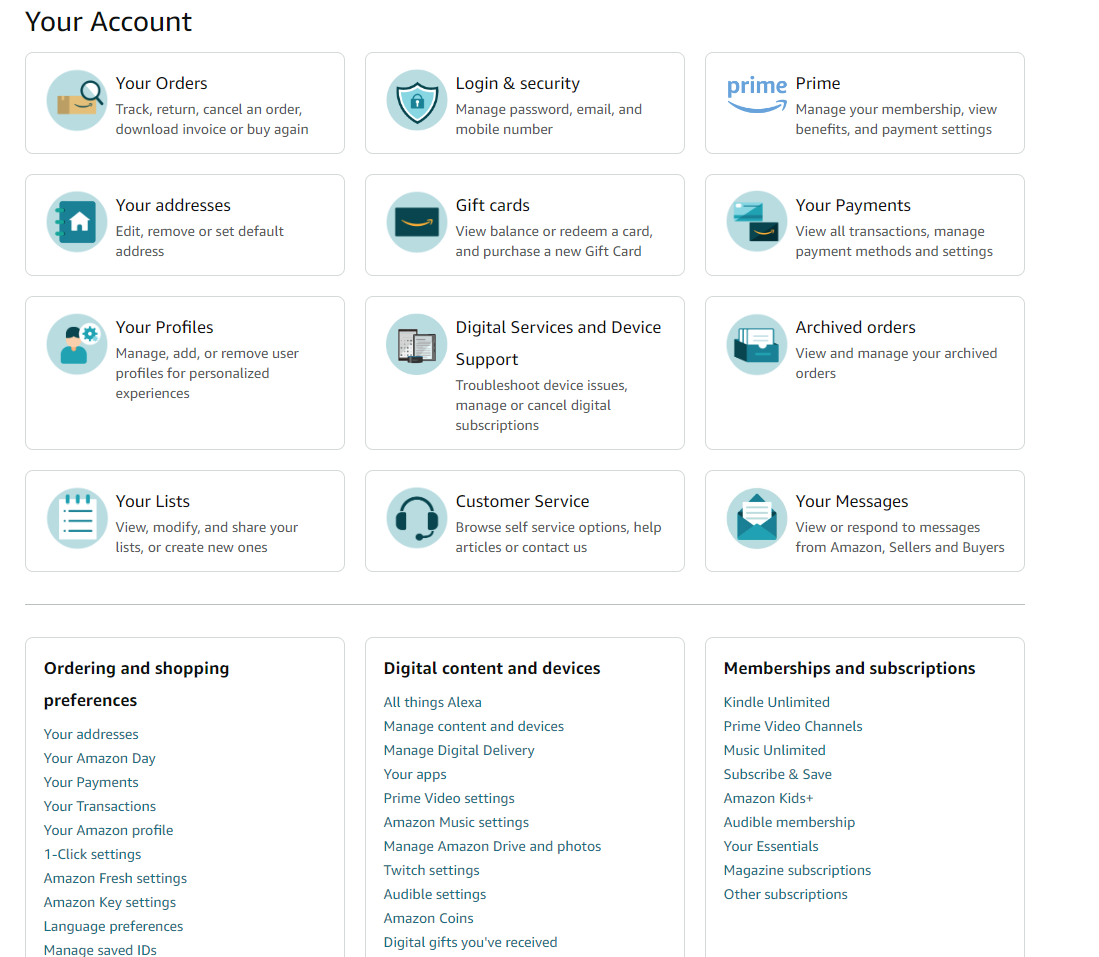 Your Account
Your Orders
Track, return, cancel an order,
download invoice or buy again
Login & security
Manage password, email, and
mobile number
prime
Prime
Manage your membership, view
benefits, and payment settings
Your addresses
Edit, remove or set default
address
Gift cards
View balance or redeem a card,
and purchase a new Gift Card
Your Payments
View all transactions, manage
payment methods and settings
Your Profiles
Manage, add, or remove user
profiles for personalized
experiences
Digital Services and Device
Support
Troubleshoot device issues,
manage or cancel digital
subscriptions
Archived orders
View and manage your archived
orders
Your Lists
View, modify, and share your
lists, or create new ones
Customer Service
Browse self service options, help
articles or contact us
Your Messages
View or respond to messages
from Amazon, Sellers and Buyers
Ordering and shopping
preferences
Your addresses
Your Amazon Day
Your Payments
Your Transactions
Your Amazon profile
1-Click settings
Amazon Fresh settings
Amazon Key settings
Language preferences
Manage saved IDs
Digital content and devices
All things Alexa
Manage content and devices
Manage Digital Delivery
Your apps
Prime Video settings
Amazon Music settings
Manage Amazon Drive and photos
Twitch settings
Audible settings
Amazon Coins
Digital gifts you've received
Memberships and subscriptions
Kindle Unlimited
Prime Video Channels
Music Unlimited
Subscribe & Save
Amazon Kids+
Audible membership
Your Essentials
Magazine subscriptions
Other subscriptions